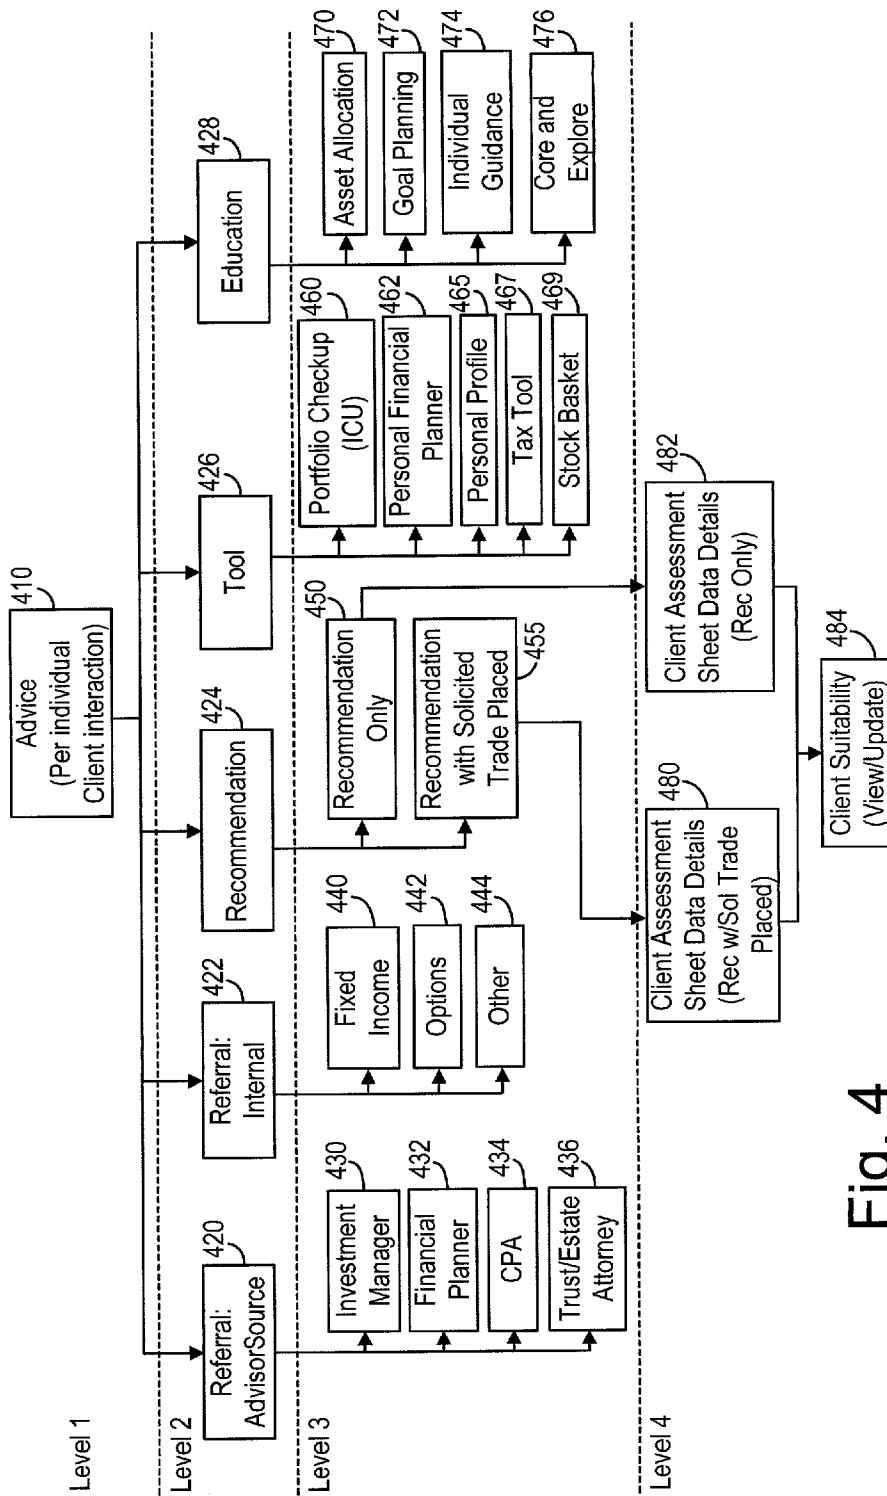 Level 1
Advice
(Per individual
Client interaction)
410
Level 2
Referral:
AdvisorSource
420
Referral:
Internal
422
Recommendation
424
Tool
426
Education
428
Level 3
Investment
Manager
430
Financial
Planner
432
CPA
434
Trust/Estate
Attorney
436
Fixed
Income
440
Options
442
Other
444
Recommendation
Only
450
Recommendation
with Solicited
Trade Placed
455
Portfolio Checkup
(ICU)
460
Personal Financial
Planner
462
Personal Profile
465
Tax Tool
467
Stock Basket
469
Asset Allocation
470
Goal Planning
472
Individual
Guidance
474
Core and
Explore
476
Level 4
Client Assessment
Sheet Data Details
(Rec w/Sol Trade
Placed)
480
Client Assessment
Sheet Data Details
(Rec Only)
482
Client Suitability
(View/Update)
484
Fig. 4